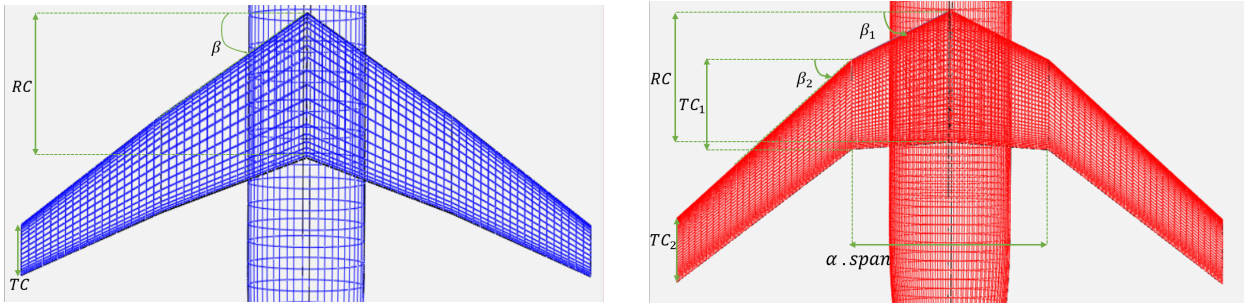 β
RC
TC
β₁
RC
β₂
TC₁
TC₂
α . span